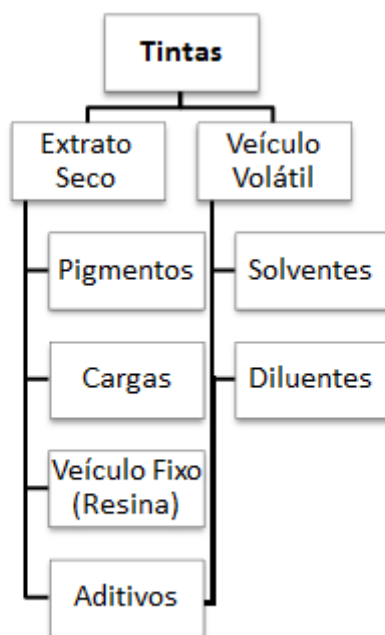 Tintas
Extrato
Seco
Veículo
Volátil
Pigmentos
Solventes
Cargas
Diluentes
Veículo Fixo
(Resina)
Aditivos